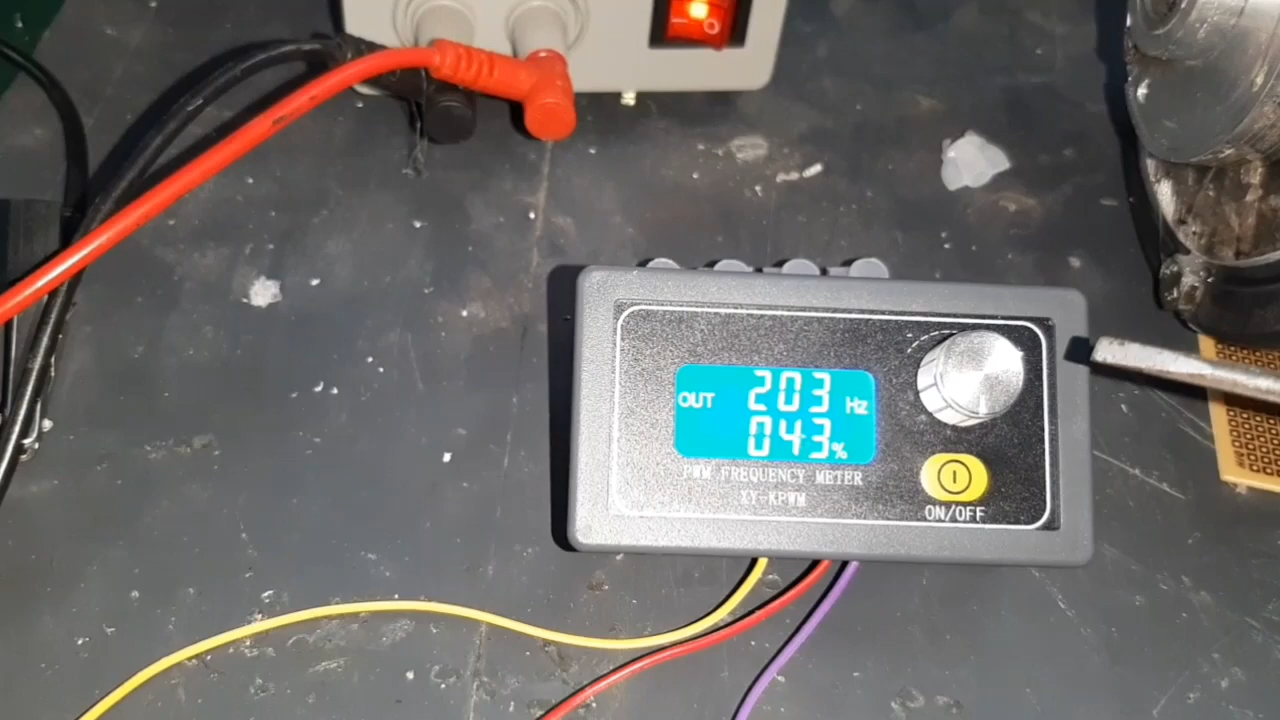 OUT 203 Hz
043%
PWM FREQUENCY METER
XY-KPWM
ON/OFF